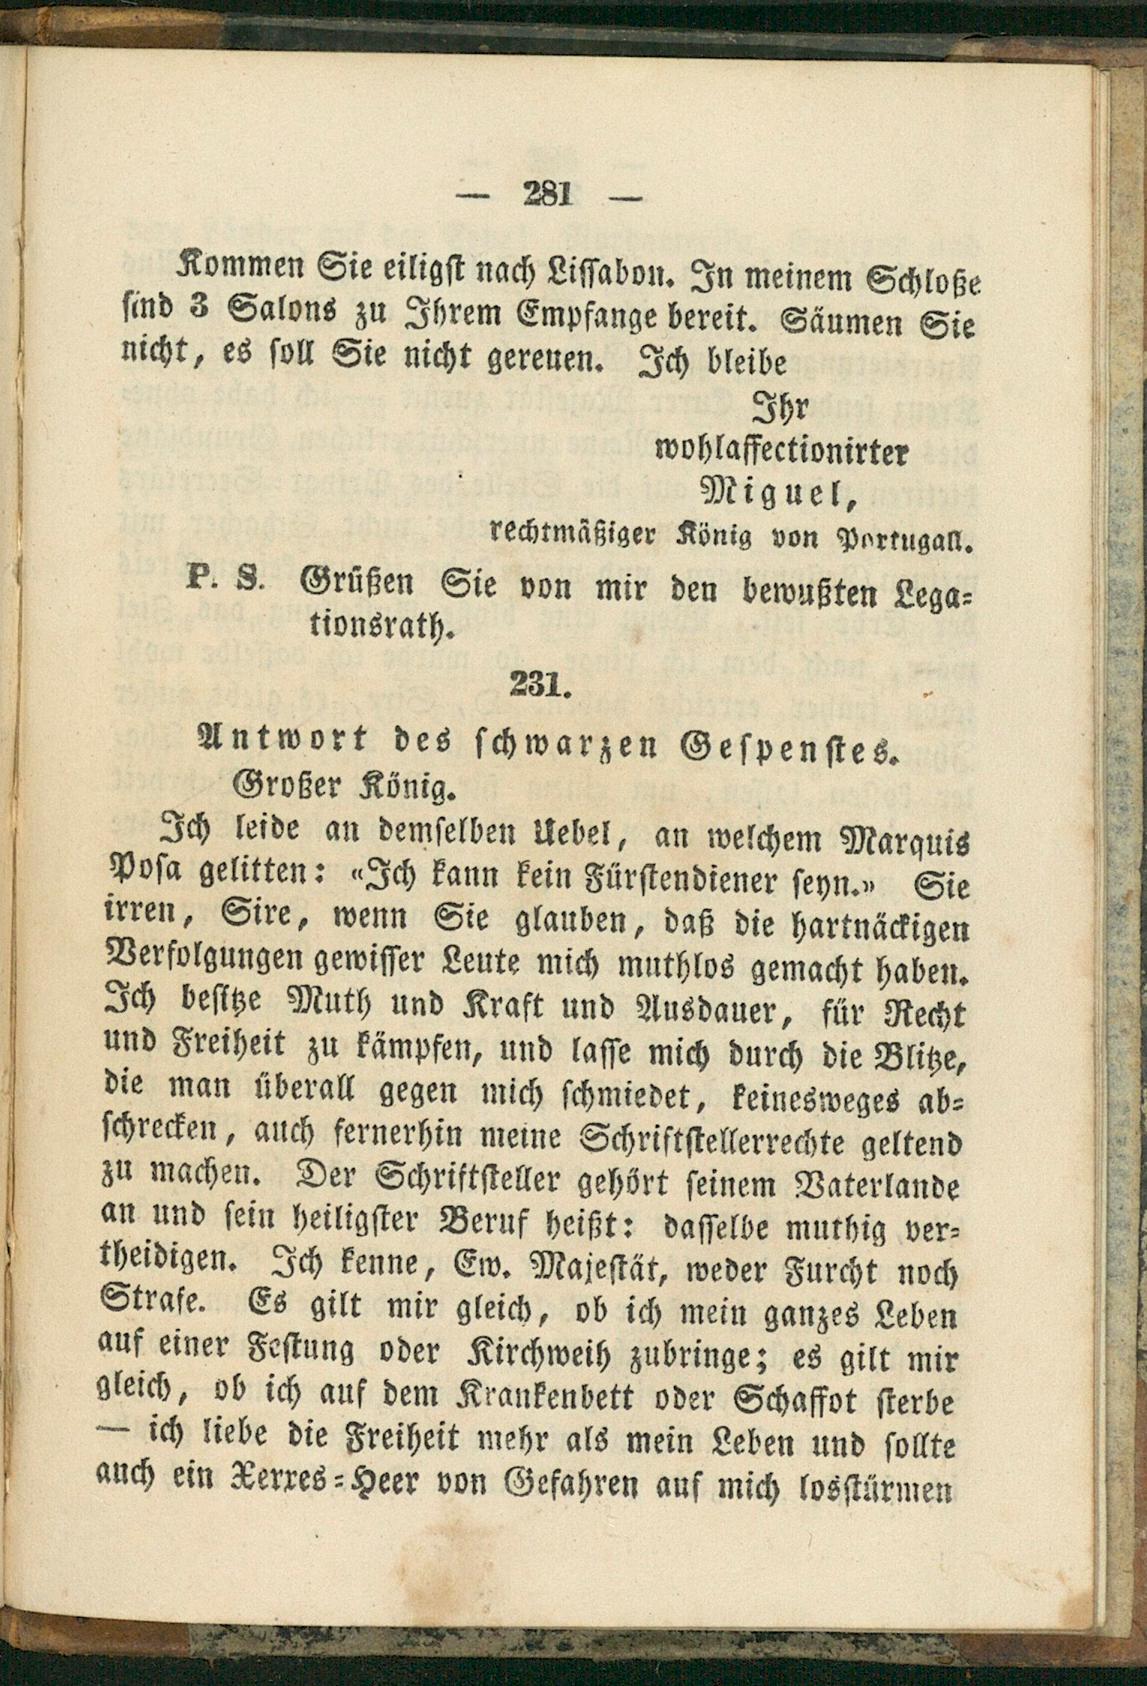 — 281 —
Kommen Sie eiligst nach Lissabon. In meinem Schloße
sind 3 Salons zu Ihrem Empfange bereit. Säumen Sie
nicht, es soll Sie nicht gereuen. Ich bleibe
Ihr
wohlaffectionirter
Miguel,
rechtmäßiger König von Portugall.
P. S. Grüßen Sie von mir den bewußten Lega-
tionsrath.
231.
Antwort des schwarzen Gespenstes.
Großer König.
Ich leide an demselben Uebel, an welchem Marquis
Posa gelitten: «Ich kann kein Fürstendiener seyn.» Sie
irren, Sire, wenn Sie glauben, daß die hartnäckigen
Verfolgungen gewisser Leute mich muthlos gemacht haben.
Ich besitze Muth und Kraft und Ausdauer, für Recht
und Freiheit zu kämpfen, und lasse mich durch die Blitze,
die man überall gegen mich schmiedet, keinesweges ab-
schrecken, auch fernerhin meine Schriftstellerrechte geltend
zu machen. Der Schriftsteller gehört seinem Vaterlande
an und sein heiligster Beruf heißt: dasselbe muthig ver-
theidigen. Ich kenne, Ew. Majestät, weder Furcht noch
Strafe. Es gilt mir gleich, ob ich mein ganzes Leben
auf einer Festung oder Kirchweih zubringe; es gilt mir
gleich, ob ich auf dem Krankenbett oder Schaffot sterbe
— ich liebe die Freiheit mehr als mein Leben und sollte
auch ein Xerxes-Heer von Gefahren auf mich losstürmen